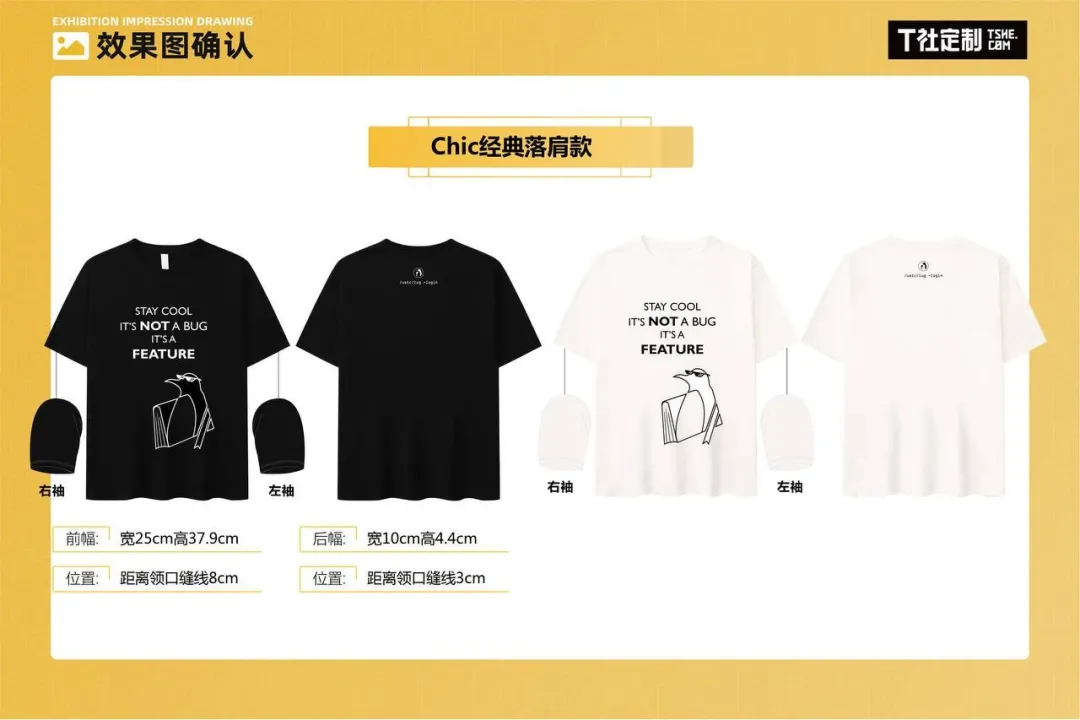 EXHIBITION IMPRESSION DRAWING
效果图确认
T社定制 TSHE.COM
Chic经典落肩款
STAY COOL
IT'S NOT A BUG
IT'S A
FEATURE
STAY COOL
IT'S NOT A BUG
IT'S A
FEATURE
右袖
左袖
右袖
左袖
前幅: 宽25cm高37.9cm
后幅: 宽10cm高4.4cm
位置: 距离领口缝线8cm
位置: 距离领口缝线3cm